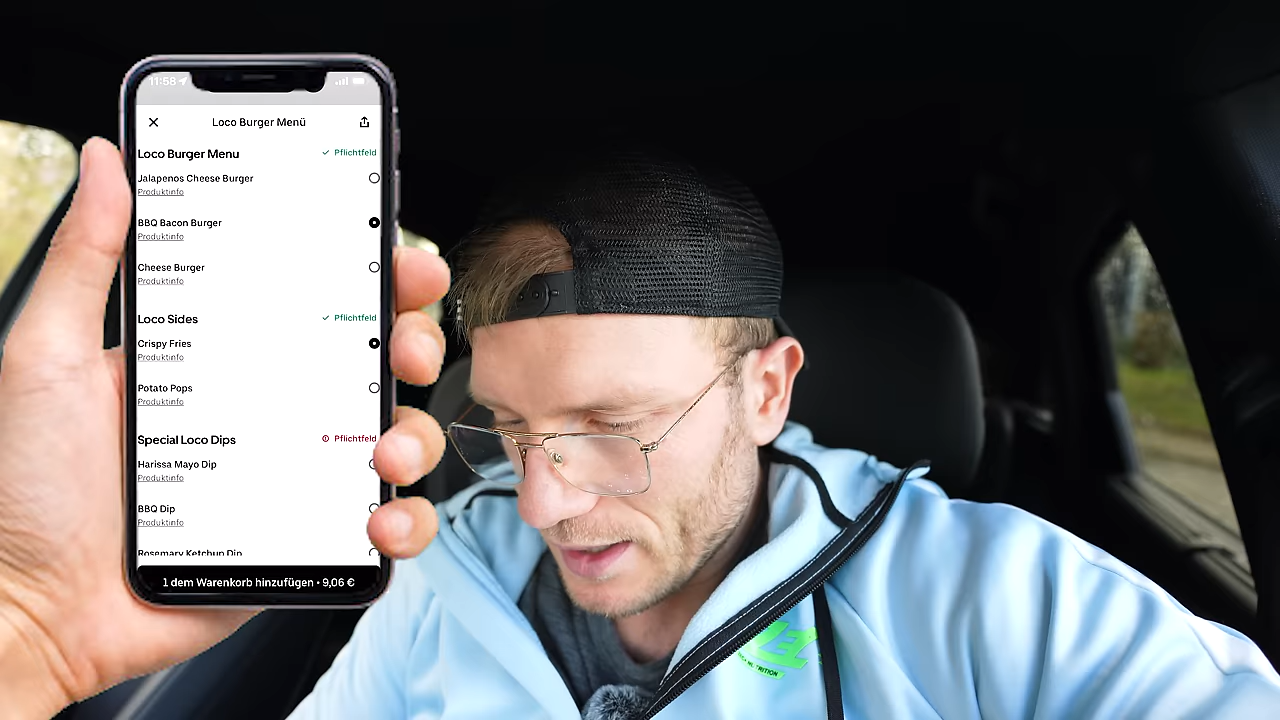 11:58
Loco Burger Menü
Loco Burger Menu
Pflichtfeld
Jalapenos Cheese Burger
Produktinfo
BBQ Bacon Burger
Produktinfo
Cheese Burger
Produktinfo
Loco Sides
Pflichtfeld
Crispy Fries
Produktinfo
Potato Pops
Produktinfo
Special Loco Dips
Pflichtfeld
Harissa Mayo Dip
Produktinfo
BBQ Dip
Produktinfo
Rosemary Ketchup Dip
1 dem Warenkorb hinzufügen • 9,06 €